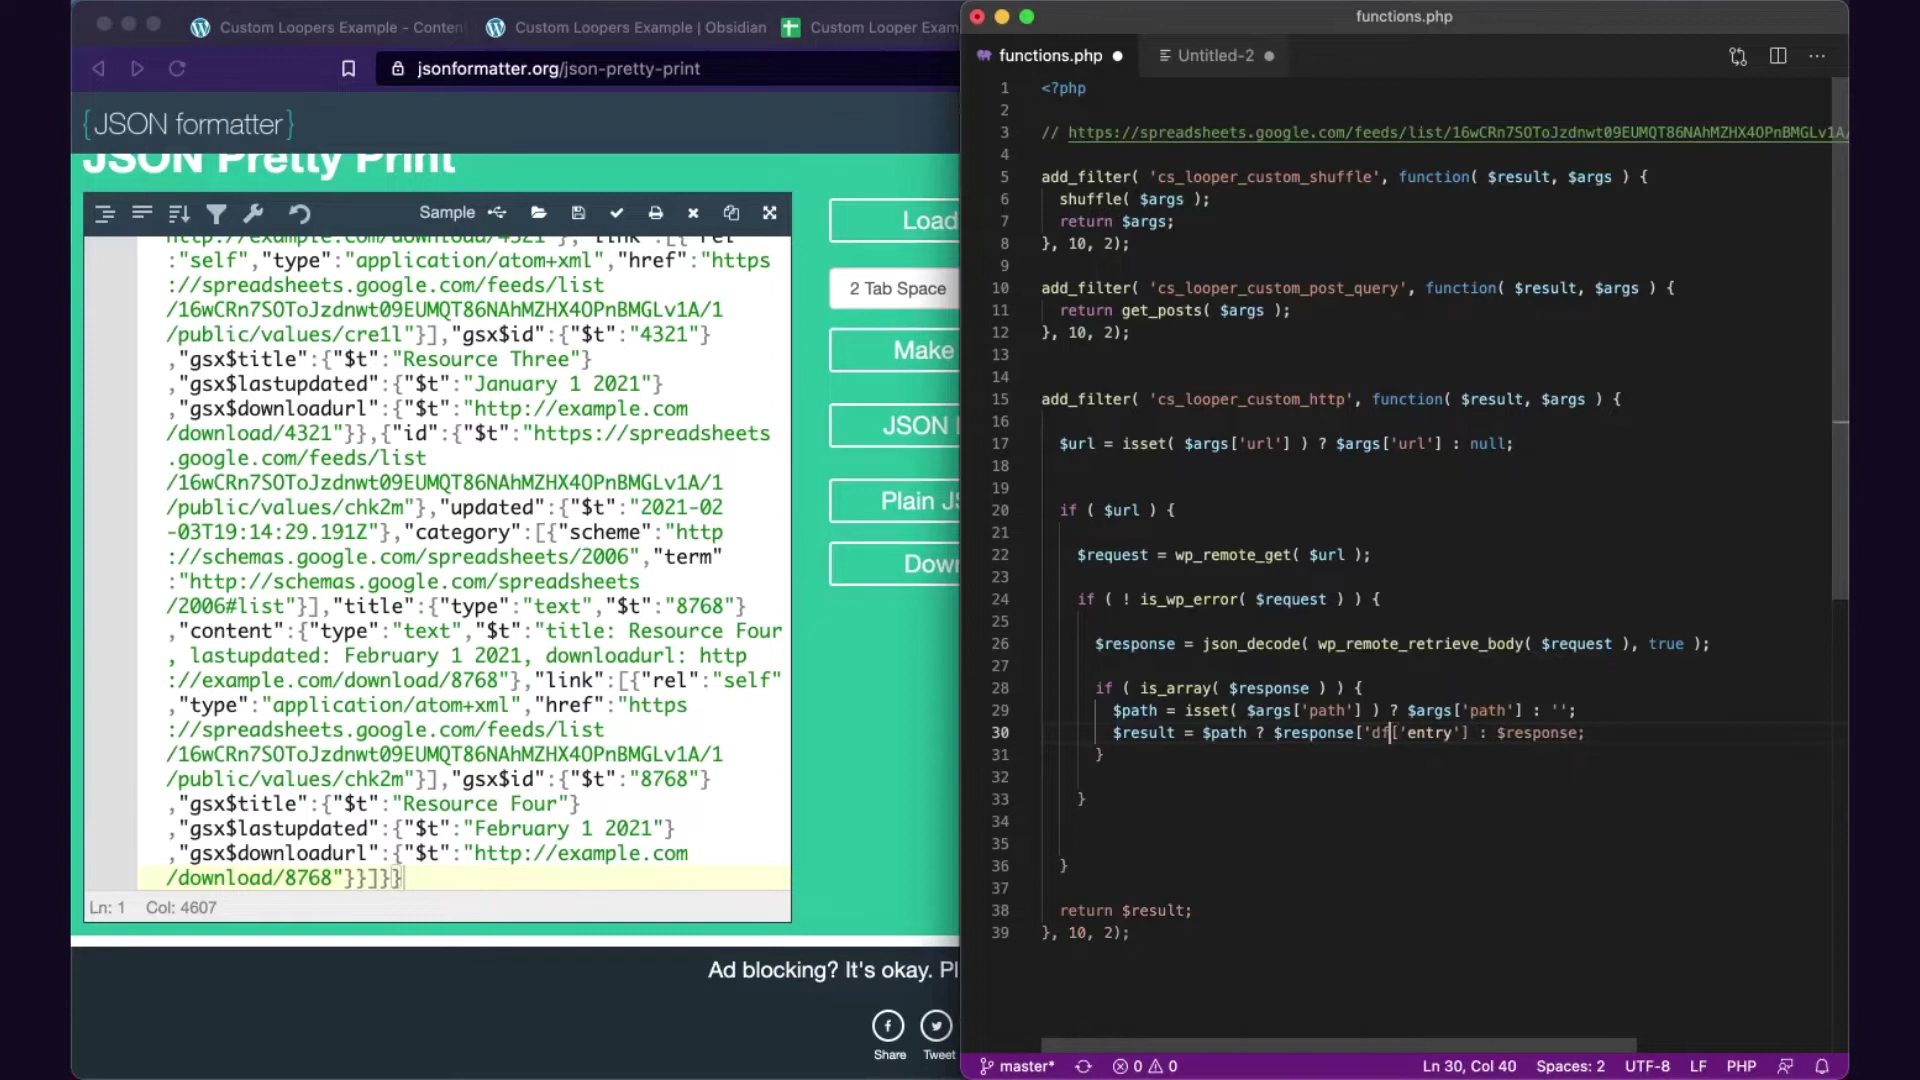 Custom Loopers Example - Conten
Custom Loopers Example | Obsidian
Custom Looper Exam
jsonformatter.org/json-pretty-print
{JSON formatter}
JSON Pretty Print
Sample
http://example.com/download/4321"},"link":[{"rel"
:"self","type":"application/atom+xml","href":"https
://spreadsheets.google.com/feeds/list
/16wCRn7SOToJzdnwt09EUMQT86NAhMZHX4OPnBMGLv1A/1
/public/values/cre1l"}],"gsx$id":{"$t":"4321"}
,"gsx$title":{"$t":"Resource Three"}
,"gsx$lastupdated":{"$t":"January 1 2021"}
,"gsx$downloadurl":{"$t":"http://example.com
/download/4321"}},{"id":{"$t":"https://spreadsheets
.google.com/feeds/list
/16wCRn7SOToJzdnwt09EUMQT86NAhMZHX4OPnBMGLv1A/1
/public/values/chk2m"},"updated":{"$t":"2021-02
-03T19:14:29.191Z"},"category":[{"scheme":"http
://schemas.google.com/spreadsheets/2006","term"
:"http://schemas.google.com/spreadsheets
/2006#list"}],"title":{"type":"text","$t":"8768"}
,"content":{"type":"text","$t":"title: Resource Four
, lastupdated: February 1 2021, downloadurl: http
://example.com/download/8768"},"link":[{"rel":"self"
,"type":"application/atom+xml","href":"https
://spreadsheets.google.com/feeds/list
/16wCRn7SOToJzdnwt09EUMQT86NAhMZHX4OPnBMGLv1A/1
/public/values/chk2m"}],"gsx$id":{"$t":"8768"}
,"gsx$title":{"$t":"Resource Four"}
,"gsx$lastupdated":{"$t":"February 1 2021"}
,"gsx$downloadurl":{"$t":"http://example.com
/download/8768"}}]}}
Ln: 1 Col: 4607
Load
2 Tab Space
Make
JSON
Plain JS
Down
Ad blocking? It's okay. Pl
Share
Tweet
functions.php
functions.php
Untitled-2
1 <?php
2
3 // https://spreadsheets.google.com/feeds/list/16wCRn7SOToJzdnwt09EUMQT86NAhMZHX4OPnBMGLv1A/
4
5 add_filter( 'cs_looper_custom_shuffle', function( $result, $args ) {
6 shuffle( $args );
7 return $args;
8 }, 10, 2);
9
10 add_filter( 'cs_looper_custom_post_query', function( $result, $args ) {
11 return get_posts( $args );
12 }, 10, 2);
13
14
15 add_filter( 'cs_looper_custom_http', function( $result, $args ) {
16
17 $url = isset( $args['url'] ) ? $args['url'] : null;
18
19
20 if ( $url ) {
21
22 $request = wp_remote_get( $url );
23
24 if ( ! is_wp_error( $request ) ) {
25
26 $response = json_decode( wp_remote_retrieve_body( $request ), true );
27
28 if ( is_array( $response ) ) {
29 $path = isset( $args['path'] ) ? $args['path'] : '';
30 $result = $path ? $response['df['entry'] : $response;
31 }
32
33 }
34
35
36 }
37
38 return $result;
39 }, 10, 2);
master*
0 0
Ln 30, Col 40
Spaces: 2
UTF-8
LF
PHP